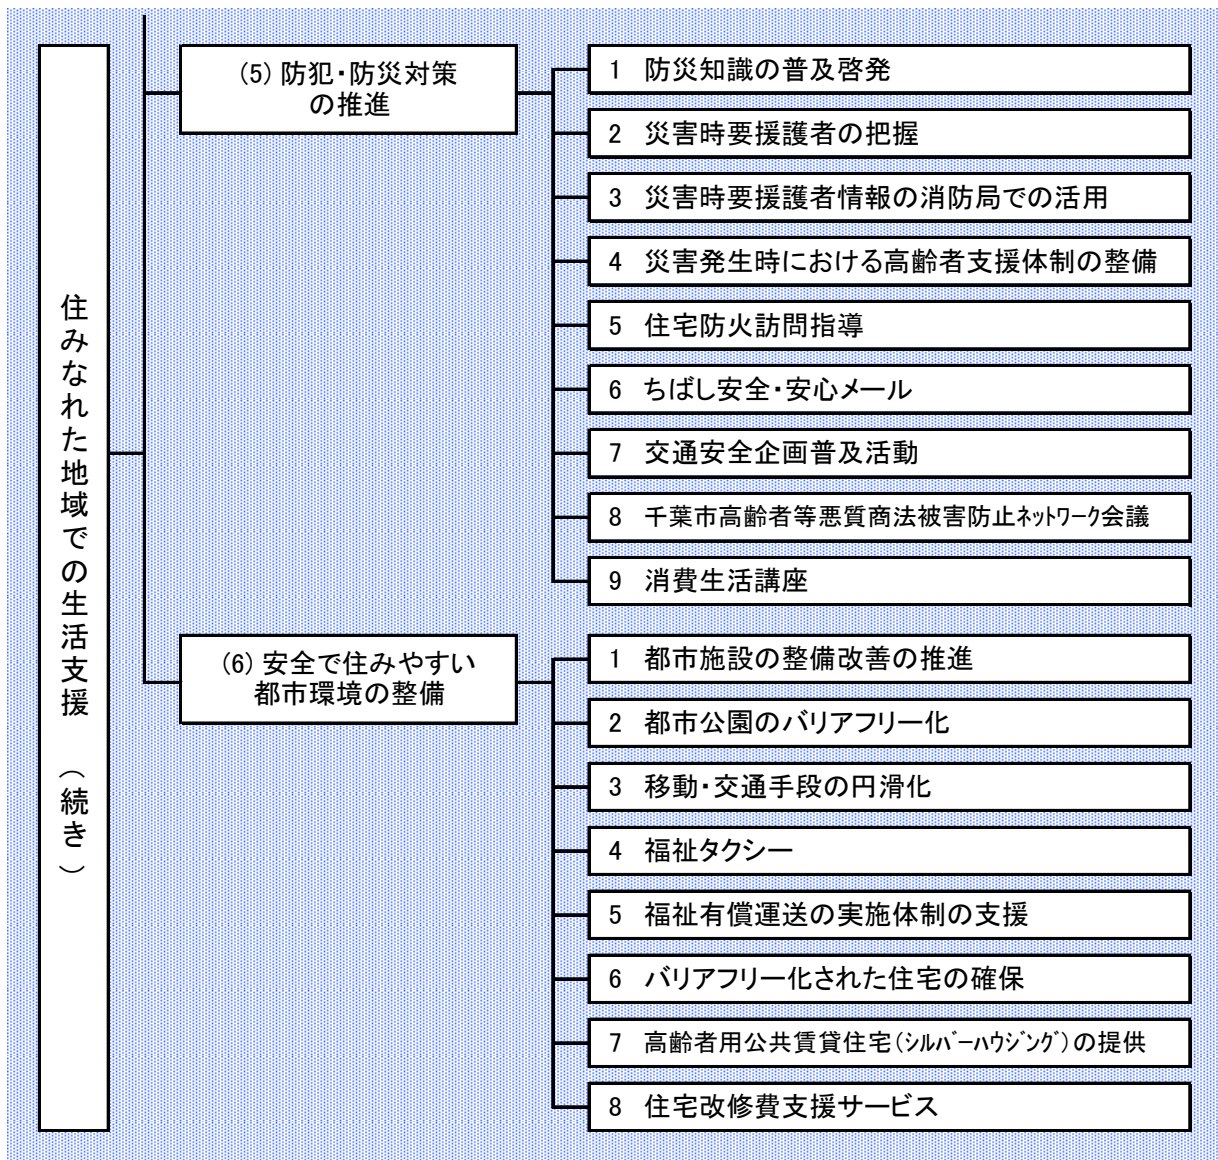 住みなれた地域での生活支援 （続き）
(5) 防犯・防災対策
の推進
1 防災知識の普及啓発
2 災害時要援護者の把握
3 災害時要援護者情報の消防局での活用
4 災害発生時における高齢者支援体制の整備
5 住宅防火訪問指導
6 ちばし安全・安心メール
7 交通安全企画普及活動
8 千葉市高齢者等悪質商法被害防止ﾈｯﾄﾜｰｸ会議
9 消費生活講座
(6) 安全で住みやすい
都市環境の整備
1 都市施設の整備改善の推進
2 都市公園のバリアフリー化
3 移動・交通手段の円滑化
4 福祉タクシー
5 福祉有償運送の実施体制の支援
6 バリアフリー化された住宅の確保
7 高齢者用公共賃貸住宅（ｼﾙﾊﾞｰﾊｳｼﾞﾝｸﾞ）の提供
8 住宅改修費支援サービス